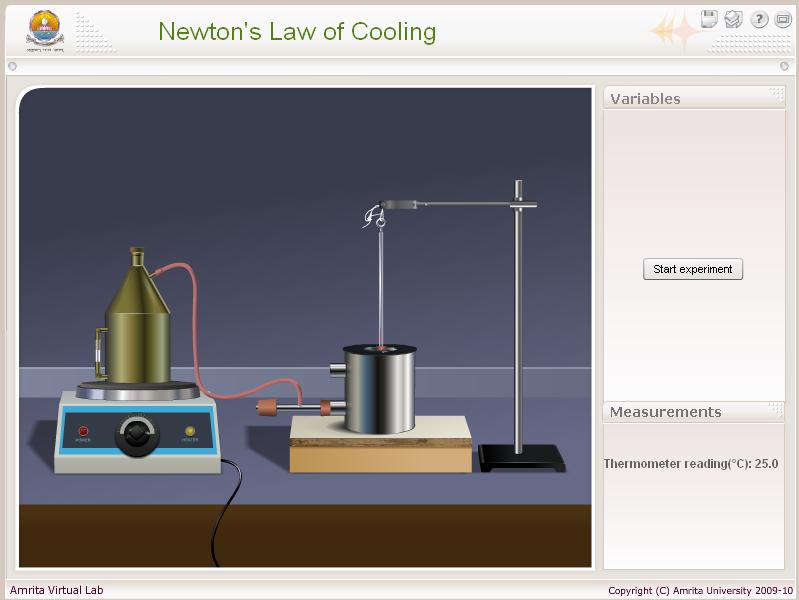 Newton's Law of Cooling
Variables
Start experiment
Measurements
Thermometer reading(°C): 25.0
POWER
HEATER
Amrita Virtual Lab
Copyright (C) Amrita University 2009-10